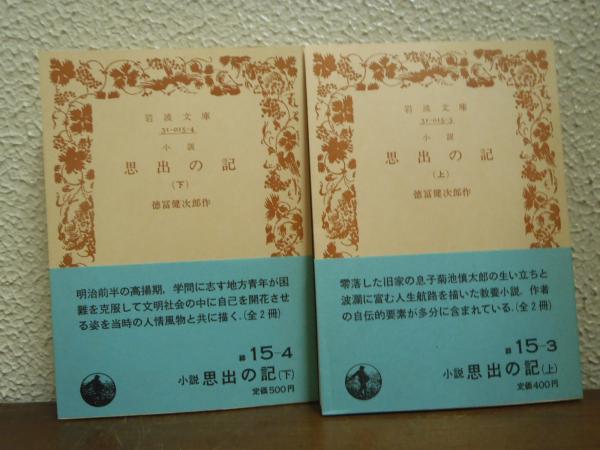 岩波文庫
31-015-4
小説
思出の記
(下)
徳冨健次郎作
明治前半の高揚期,学問に志す地方青年が困
難を克服して文明社会の中に自己を開花させ
る姿を当時の人情風物と共に描く.(全2冊)
緑 15-4
小説 思出の記(下)
定価500円
岩波文庫
31-015-3
小説
思出の記
(上)
徳冨健次郎作
零落した旧家の息子菊池慎太郎の生い立ちと
波瀾に富む人生航路を描いた教養小説.作者
の自伝的要素が多分に含まれている.(全2冊)
緑 15-3
小説 思出の記(上)
定価400円